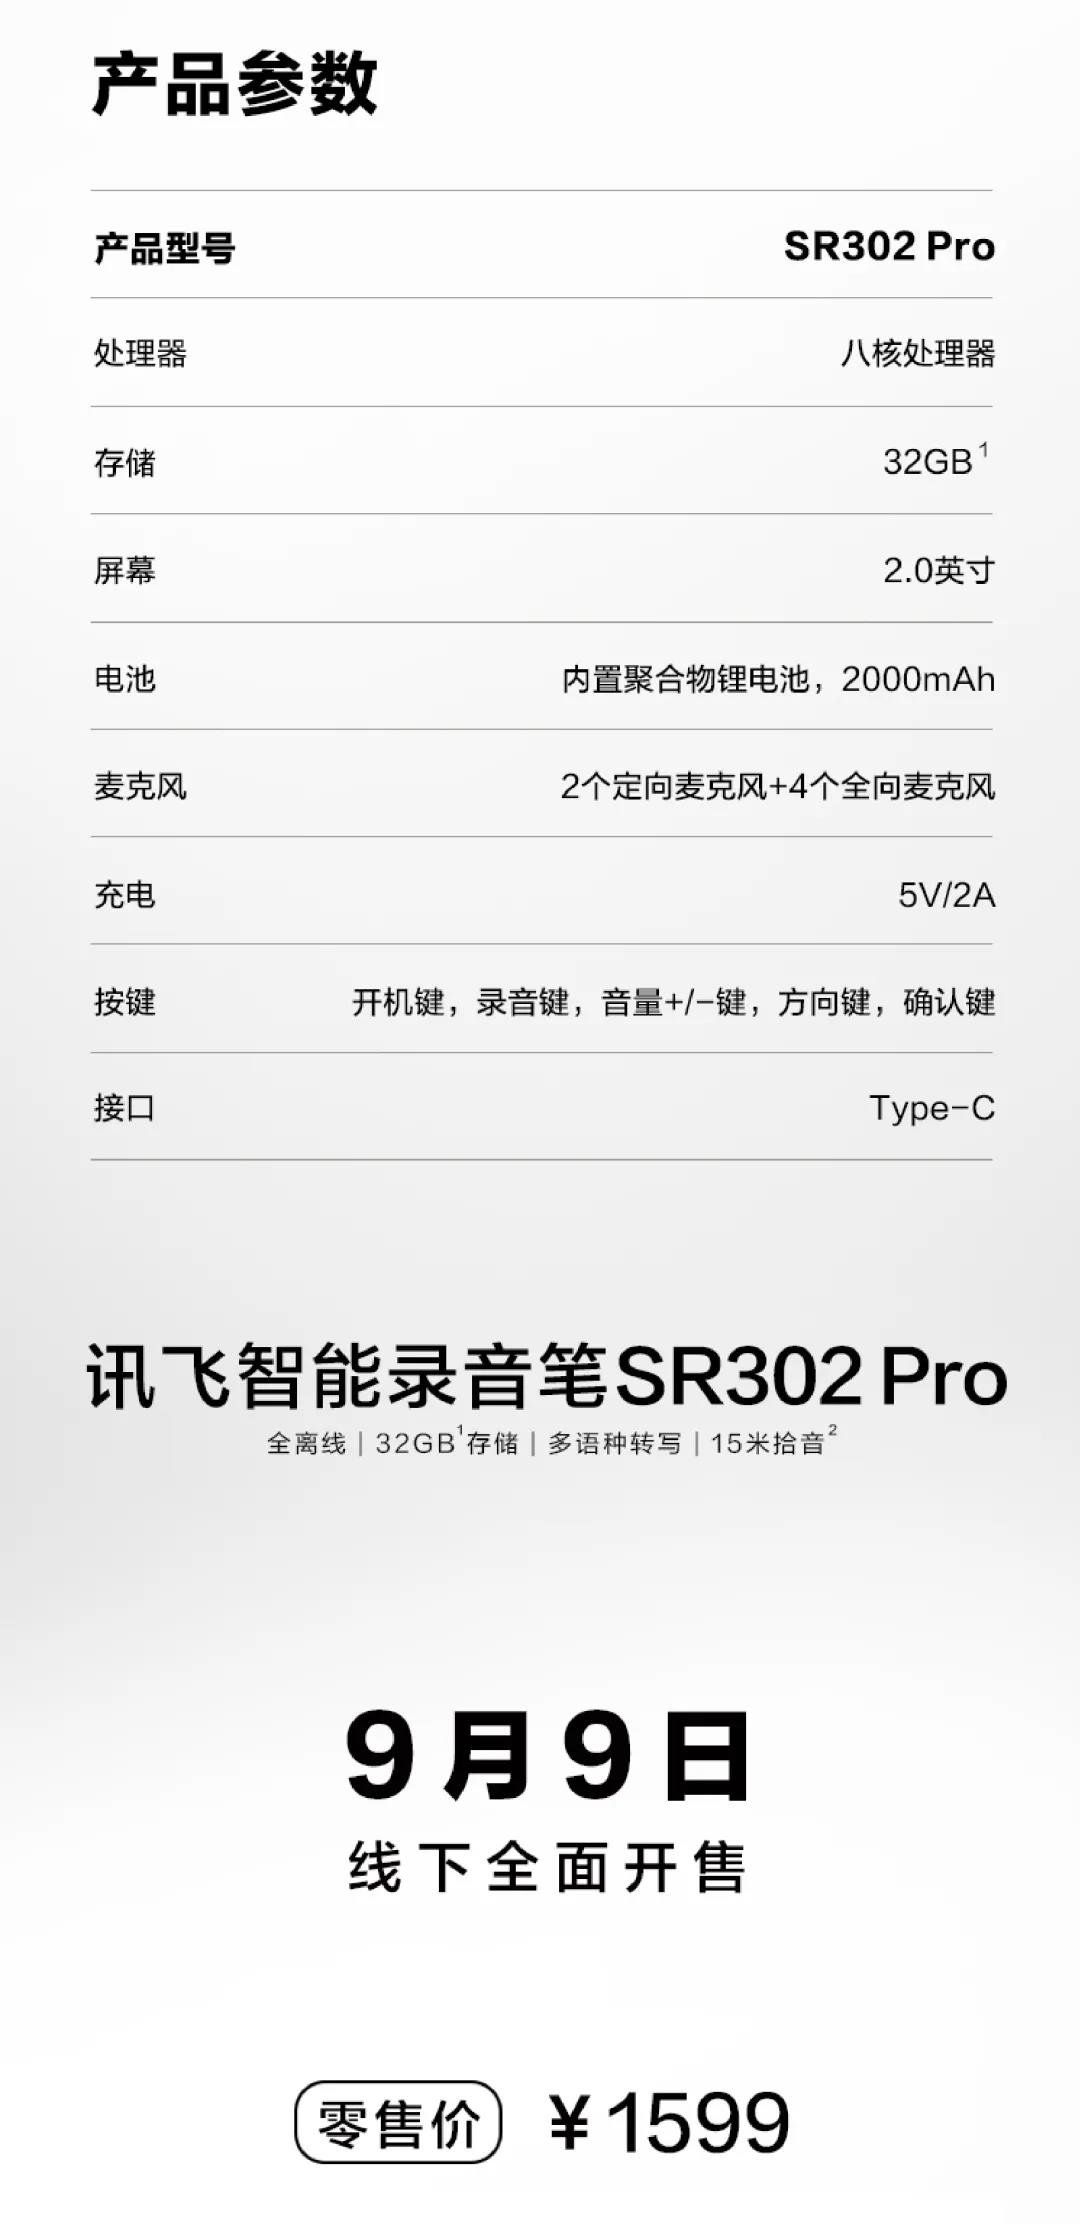 产品参数
产品型号 SR302 Pro
处理器 八核处理器
存储 32GB¹
屏幕 2.0英寸
电池 内置聚合物锂电池，2000mAh
麦克风 2个定向麦克风+4个全向麦克风
充电 5V/2A
按键 开机键，录音键，音量+/-键，方向键，确认键
接口 Type-C
讯飞智能录音笔SR302 Pro
全离线 | 32GB¹存储 | 多语种转写 | 15米拾音²
9月9日
线下全面开售
零售价 ¥1599